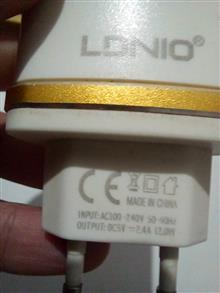 LDNIO®
CE
MADE IN CHINA
INPUT:AC100-240V 50-60Hz
OUTPUT:DC5V⎓2.4A 12.0W